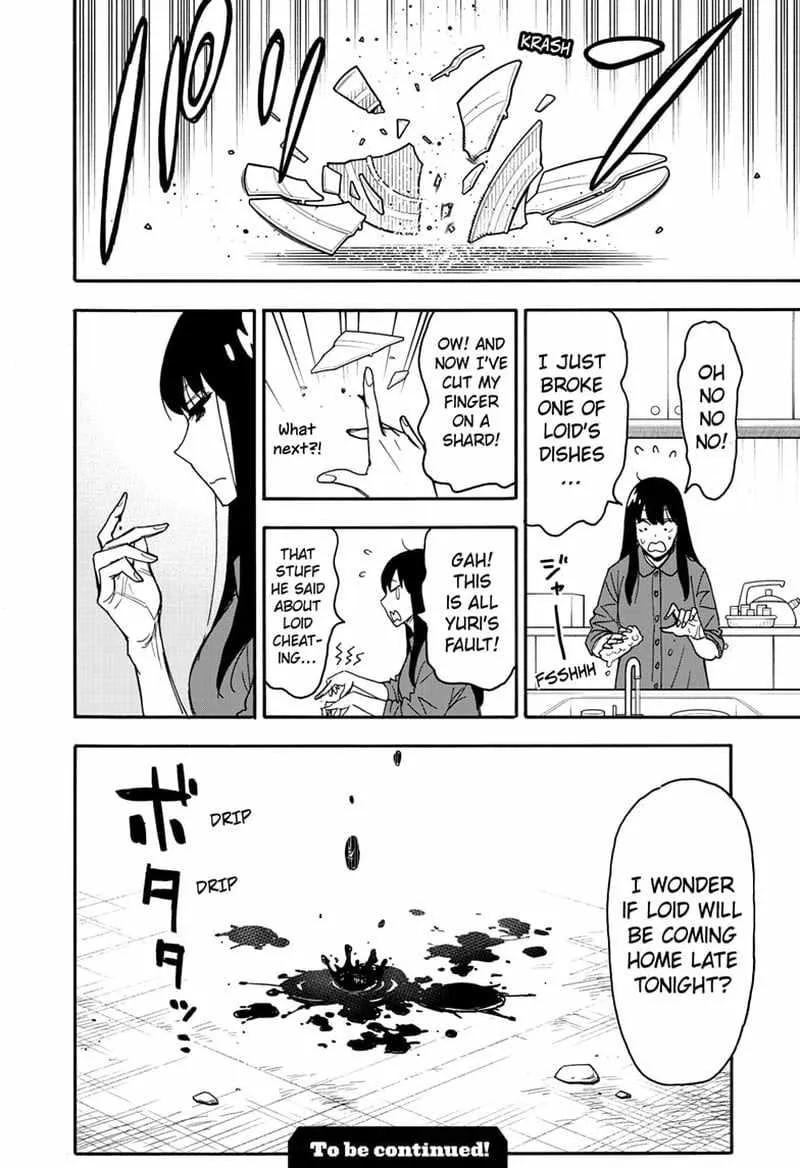 KRASH
パン
OH
NO
NO
NO!
I JUST
BROKE
ONE OF
LOID'S
DISHES
...
ジャー
FSSHHH
OW! AND
NOW I'VE
CUT MY
FINGER
ON A
SHARD!
What
next?!
GAH!
THIS
IS ALL
YURI'S
FAULT!
THAT
STUFF
HE SAID
ABOUT
LOID
CHEAT-
ING...
ボタタッ
DRIP
DRIP
I WONDER
IF LOID WILL
BE COMING
HOME LATE
TONIGHT?
To be continued!